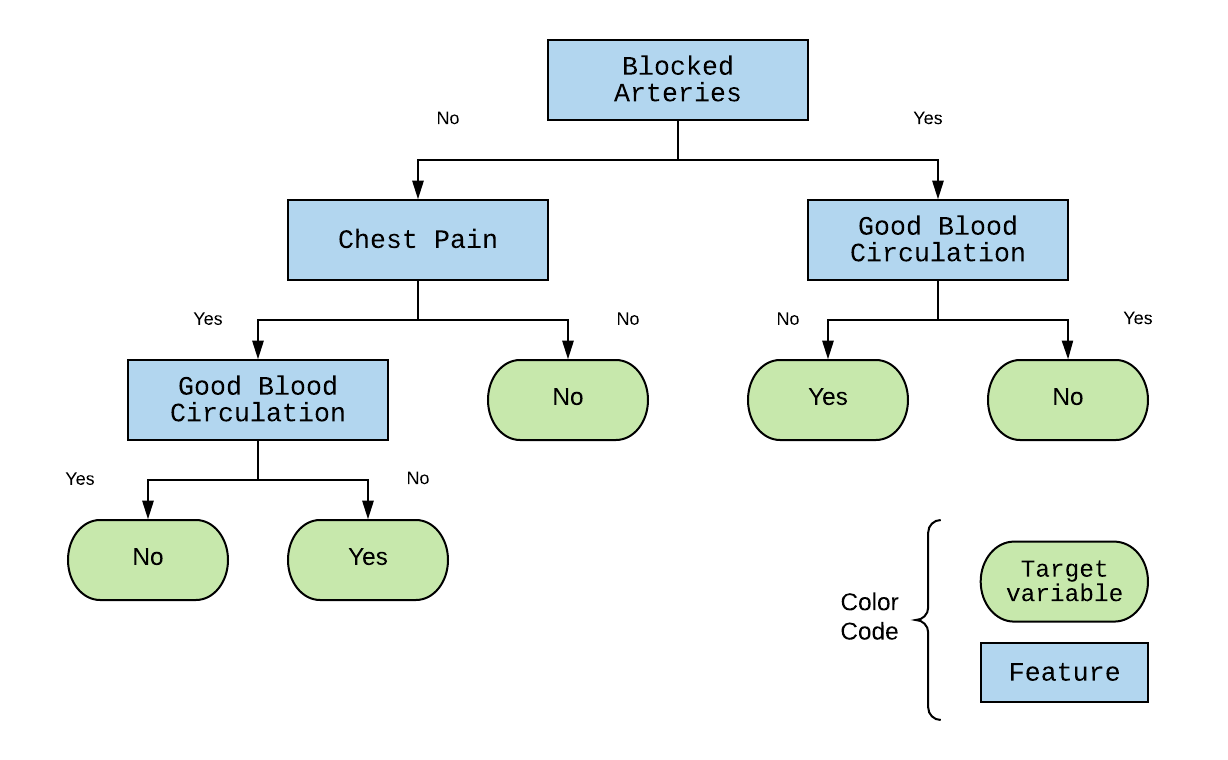 Blocked
Arteries
No
Yes
Chest Pain
Good Blood
Circulation
Yes
No
No
Yes
Good Blood
Circulation
No
Yes
No
Yes
No
No
Yes
Color
Code
Target
variable
Feature